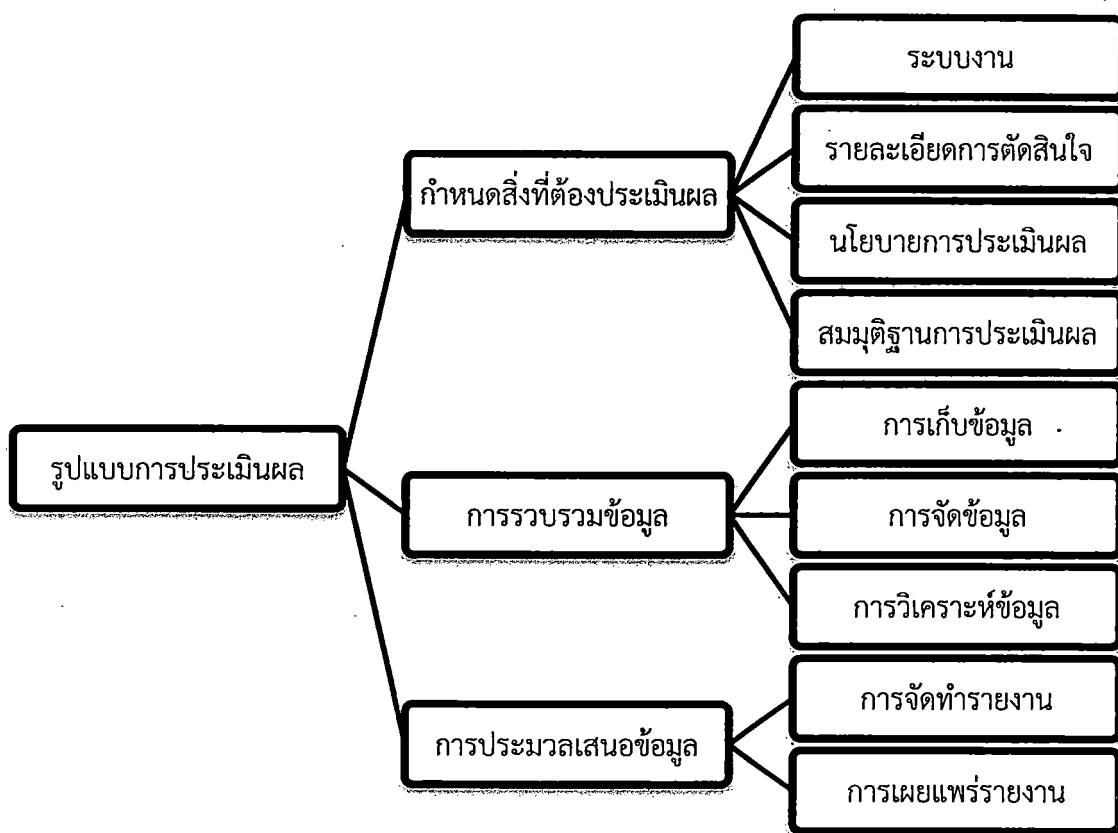 รูปแบบการประเมินผล
กำหนดสิ่งที่ต้องประเมินผล
ระบบงาน
รายละเอียดการตัดสินใจ
นโยบายการประเมินผล
สมมุติฐานการประเมินผล
การรวบรวมข้อมูล
การเก็บข้อมูล
การจัดข้อมูล
การวิเคราะห์ข้อมูล
การประมวลเสนอข้อมูล
การจัดทำรายงาน
การเผยแพร่รายงาน